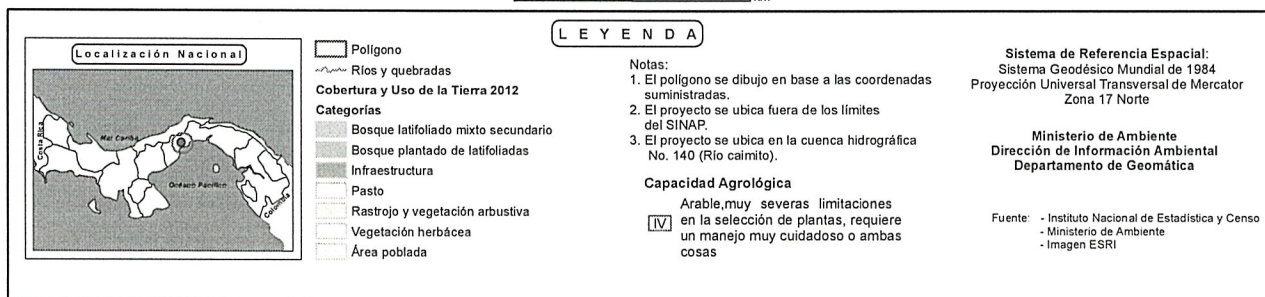 L E Y E N D A
Localización Nacional
Costa Rica
Mar Caribe
Océano Pacífico
Colombia
Polígono
Ríos y quebradas
Cobertura y Uso de la Tierra 2012
Categorías
Bosque latifoliado mixto secundario
Bosque plantado de latifoliadas
Infraestructura
Pasto
Rastrojo y vegetación arbustiva
Vegetación herbácea
Área poblada
Notas:
1. El polígono se dibujo en base a las coordenadas
suministradas.
2. El proyecto se ubica fuera de los límites
del SINAP.
3. El proyecto se ubica en la cuenca hidrográfica
No. 140 (Río caimito).
Capacidad Agrológica
IV
Arable,muy severas limitaciones
en la selección de plantas, requiere
un manejo muy cuidadoso o ambas
cosas
Sistema de Referencia Espacial:
Sistema Geodésico Mundial de 1984
Proyección Universal Transversal de Mercator
Zona 17 Norte
Ministerio de Ambiente
Dirección de Información Ambiental
Departamento de Geomática
Fuente: - Instituto Nacional de Estadística y Censo
- Ministerio de Ambiente
- Imagen ESRI